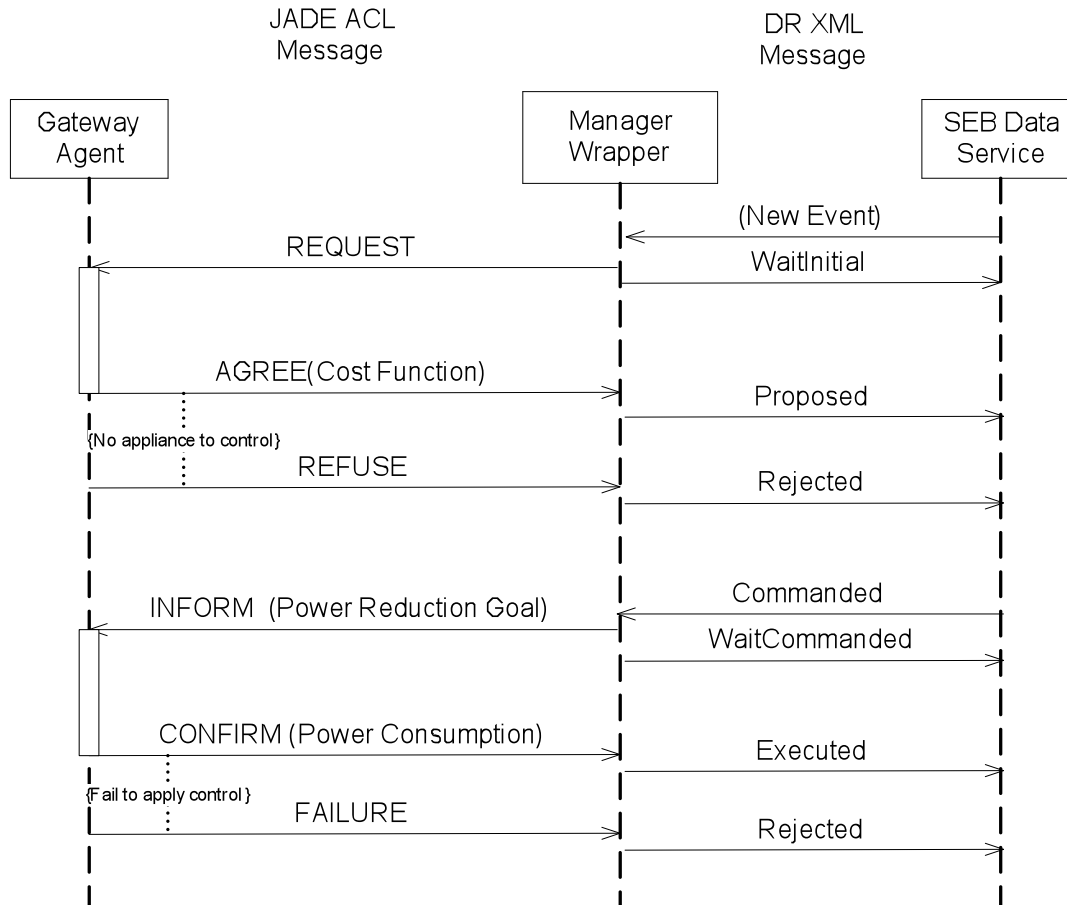 JADE ACL
Message
DR XML
Message
Gateway
Agent
Manager
Wrapper
SEB Data
Service
(New Event)
REQUEST
WaitInitial
AGREE(Cost Function)
Proposed
{No appliance to control}
REFUSE
Rejected
Commanded
INFORM (Power Reduction Goal)
WaitCommanded
CONFIRM (Power Consumption)
Executed
{Fail to apply control }
FAILURE
Rejected